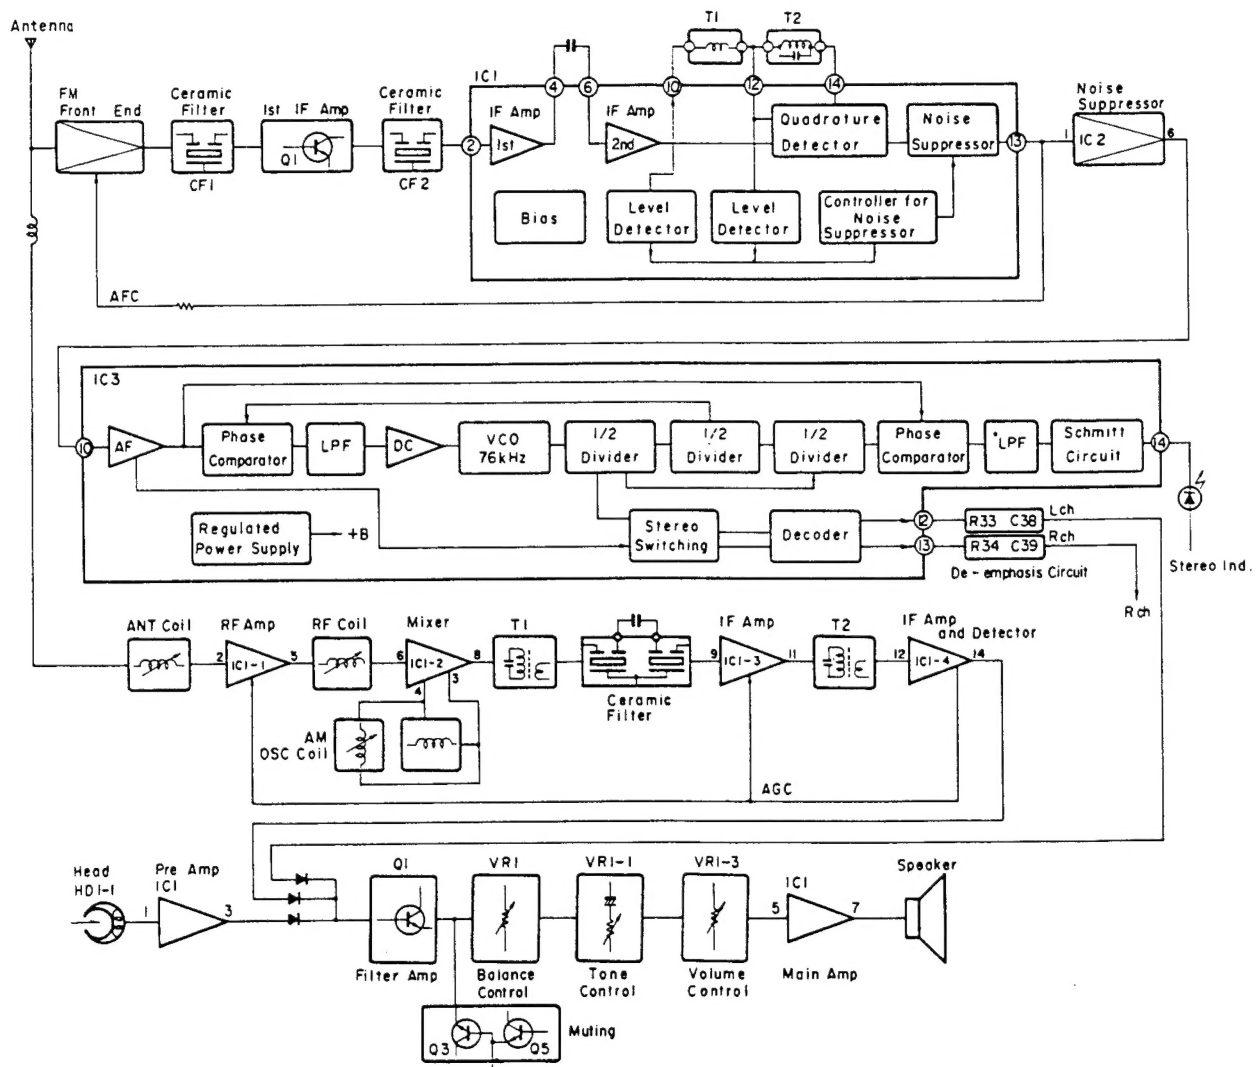 Antenna
FM
Front End
Ceramic
Filter
CF1
1st IF Amp
Q1
Ceramic
Filter
CF2
IC1
2
IF Amp
1st
4
6
IF Amp
2nd
10
T1
12
T2
14
Quadrature
Detector
Noise
Suppressor
13
Bias
Level
Detector
Level
Detector
Controller for
Noise
Suppressor
Noise
Suppressor
1
IC2
6
AFC
IC3
10
AF
Phase
Comparator
LPF
DC
VCO
76kHz
1/2
Divider
1/2
Divider
1/2
Divider
Phase
Comparator
LPF
Schmitt
Circuit
14
Regulated
Power Supply
+B
Stereo
Switching
Decoder
12
13
R33 C38
Lch
R34 C39
Rch
De-emphasis Circuit
Rch
Stereo Ind.
ANT Coil
2
RF Amp
IC1-1
5
RF Coil
6
Mixer
IC1-2
8
4
3
AM
OSC Coil
T1
Ceramic
Filter
9
IF Amp
IC1-3
11
T2
12
IF Amp
and Detector
IC1-4
14
AGC
Head
HD1-1
1
Pre Amp
IC1
3
Q1
Filter Amp
VR1
Balance
Control
VR1-1
Tone
Control
VR1-3
Volume
Control
5
IC1
7
Main Amp
Speaker
Q3
Q5
Muting